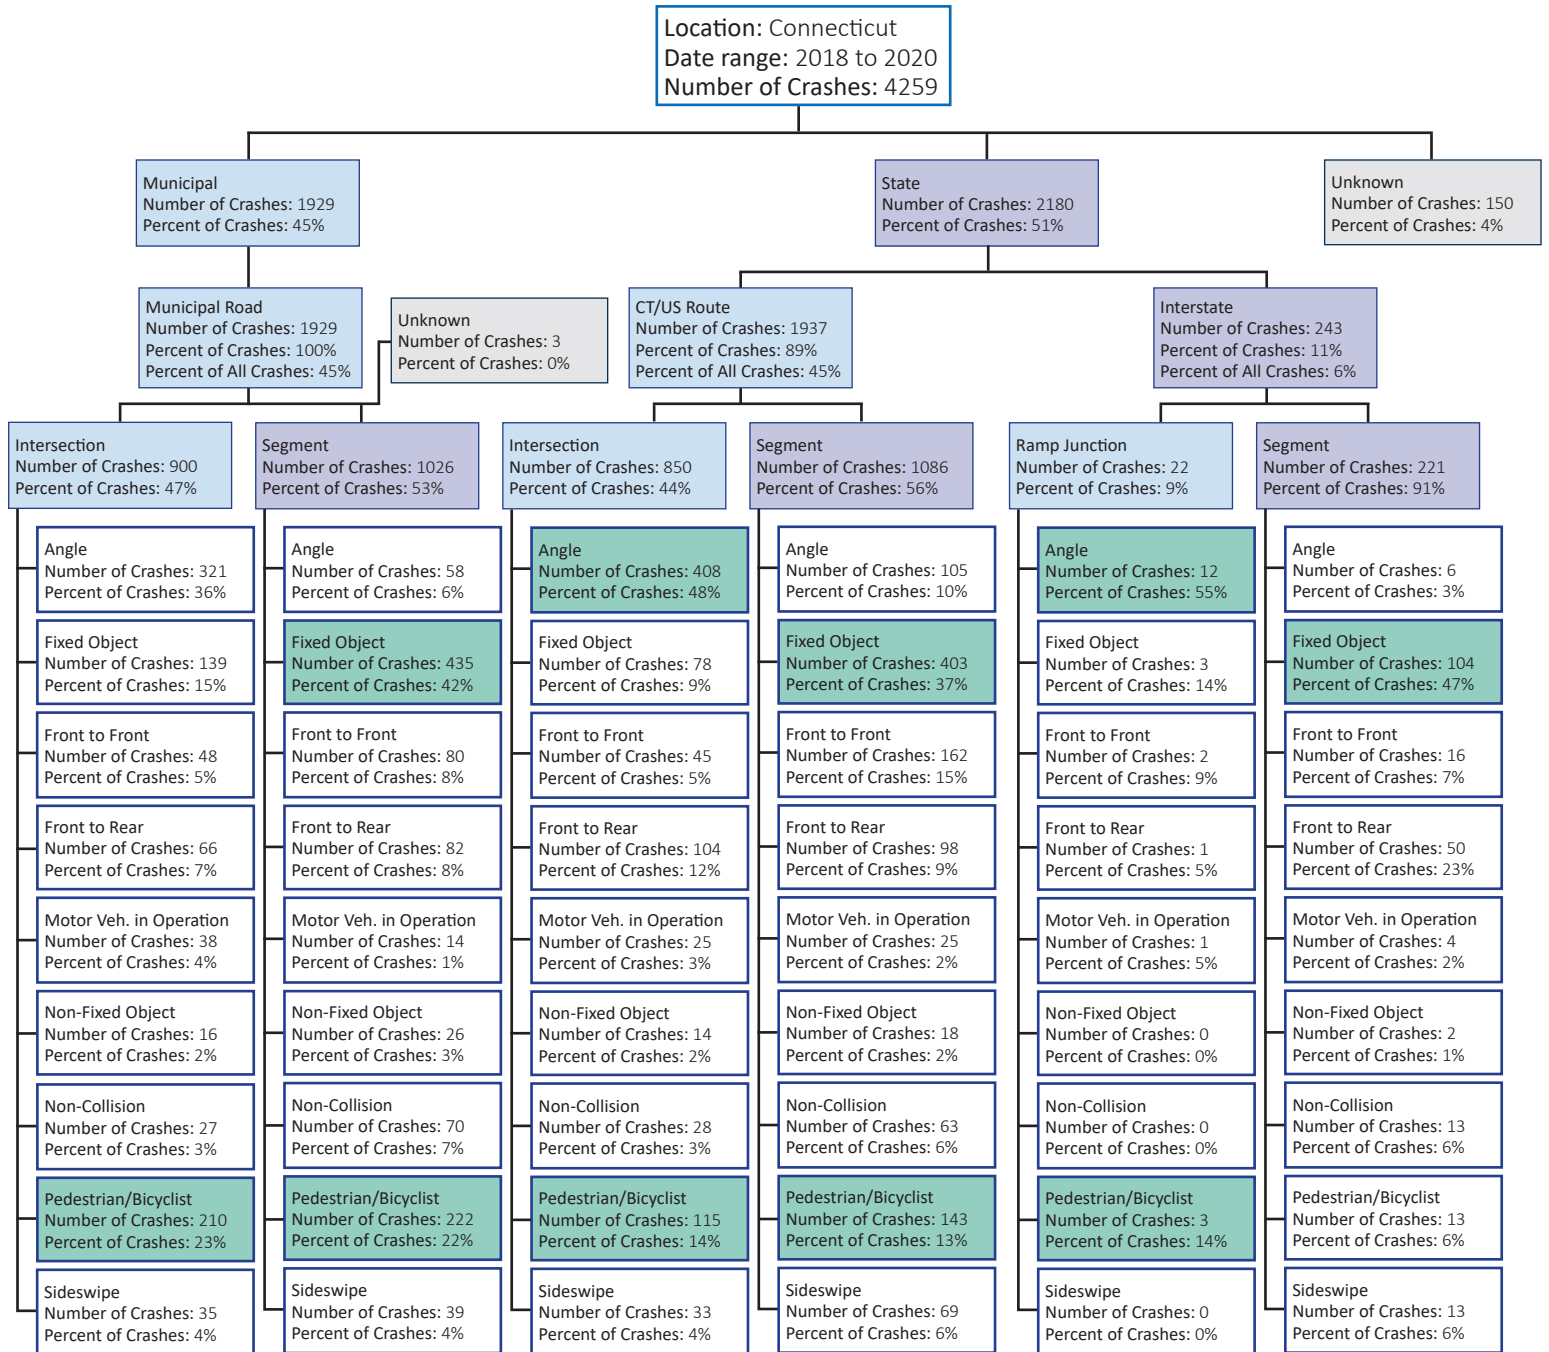 Location: Connecticut
Date range: 2018 to 2020
Number of Crashes: 4259
Municipal
Number of Crashes: 1929
Percent of Crashes: 45%
State
Number of Crashes: 2180
Percent of Crashes: 51%
Unknown
Number of Crashes: 150
Percent of Crashes: 4%
Municipal Road
Number of Crashes: 1929
Percent of Crashes: 100%
Percent of All Crashes: 45%
Unknown
Number of Crashes: 3
Percent of Crashes: 0%
CT/US Route
Number of Crashes: 1937
Percent of Crashes: 89%
Percent of All Crashes: 45%
Interstate
Number of Crashes: 243
Percent of Crashes: 11%
Percent of All Crashes: 6%
Intersection
Number of Crashes: 900
Percent of Crashes: 47%
Angle
Number of Crashes: 321
Percent of Crashes: 36%
Fixed Object
Number of Crashes: 139
Percent of Crashes: 15%
Front to Front
Number of Crashes: 48
Percent of Crashes: 5%
Front to Rear
Number of Crashes: 66
Percent of Crashes: 7%
Motor Veh. in Operation
Number of Crashes: 38
Percent of Crashes: 4%
Non-Fixed Object
Number of Crashes: 16
Percent of Crashes: 2%
Non-Collision
Number of Crashes: 27
Percent of Crashes: 3%
Pedestrian/Bicyclist
Number of Crashes: 210
Percent of Crashes: 23%
Sideswipe
Number of Crashes: 35
Percent of Crashes: 4%
Segment
Number of Crashes: 1026
Percent of Crashes: 53%
Angle
Number of Crashes: 58
Percent of Crashes: 6%
Fixed Object
Number of Crashes: 435
Percent of Crashes: 42%
Front to Front
Number of Crashes: 80
Percent of Crashes: 8%
Front to Rear
Number of Crashes: 82
Percent of Crashes: 8%
Motor Veh. in Operation
Number of Crashes: 14
Percent of Crashes: 1%
Non-Fixed Object
Number of Crashes: 26
Percent of Crashes: 3%
Non-Collision
Number of Crashes: 70
Percent of Crashes: 7%
Pedestrian/Bicyclist
Number of Crashes: 222
Percent of Crashes: 22%
Sideswipe
Number of Crashes: 39
Percent of Crashes: 4%
Intersection
Number of Crashes: 850
Percent of Crashes: 44%
Angle
Number of Crashes: 408
Percent of Crashes: 48%
Fixed Object
Number of Crashes: 78
Percent of Crashes: 9%
Front to Front
Number of Crashes: 45
Percent of Crashes: 5%
Front to Rear
Number of Crashes: 104
Percent of Crashes: 12%
Motor Veh. in Operation
Number of Crashes: 25
Percent of Crashes: 3%
Non-Fixed Object
Number of Crashes: 14
Percent of Crashes: 2%
Non-Collision
Number of Crashes: 28
Percent of Crashes: 3%
Pedestrian/Bicyclist
Number of Crashes: 115
Percent of Crashes: 14%
Sideswipe
Number of Crashes: 33
Percent of Crashes: 4%
Segment
Number of Crashes: 1086
Percent of Crashes: 56%
Angle
Number of Crashes: 105
Percent of Crashes: 10%
Fixed Object
Number of Crashes: 403
Percent of Crashes: 37%
Front to Front
Number of Crashes: 162
Percent of Crashes: 15%
Front to Rear
Number of Crashes: 98
Percent of Crashes: 9%
Motor Veh. in Operation
Number of Crashes: 25
Percent of Crashes: 2%
Non-Fixed Object
Number of Crashes: 18
Percent of Crashes: 2%
Non-Collision
Number of Crashes: 63
Percent of Crashes: 6%
Pedestrian/Bicyclist
Number of Crashes: 143
Percent of Crashes: 13%
Sideswipe
Number of Crashes: 69
Percent of Crashes: 6%
Ramp Junction
Number of Crashes: 22
Percent of Crashes: 9%
Angle
Number of Crashes: 12
Percent of Crashes: 55%
Fixed Object
Number of Crashes: 3
Percent of Crashes: 14%
Front to Front
Number of Crashes: 2
Percent of Crashes: 9%
Front to Rear
Number of Crashes: 1
Percent of Crashes: 5%
Motor Veh. in Operation
Number of Crashes: 1
Percent of Crashes: 5%
Non-Fixed Object
Number of Crashes: 0
Percent of Crashes: 0%
Non-Collision
Number of Crashes: 0
Percent of Crashes: 0%
Pedestrian/Bicyclist
Number of Crashes: 3
Percent of Crashes: 14%
Sideswipe
Number of Crashes: 0
Percent of Crashes: 0%
Segment
Number of Crashes: 221
Percent of Crashes: 91%
Angle
Number of Crashes: 6
Percent of Crashes: 3%
Fixed Object
Number of Crashes: 104
Percent of Crashes: 47%
Front to Front
Number of Crashes: 16
Percent of Crashes: 7%
Front to Rear
Number of Crashes: 50
Percent of Crashes: 23%
Motor Veh. in Operation
Number of Crashes: 4
Percent of Crashes: 2%
Non-Fixed Object
Number of Crashes: 2
Percent of Crashes: 1%
Non-Collision
Number of Crashes: 13
Percent of Crashes: 6%
Pedestrian/Bicyclist
Number of Crashes: 13
Percent of Crashes: 6%
Sideswipe
Number of Crashes: 13
Percent of Crashes: 6%